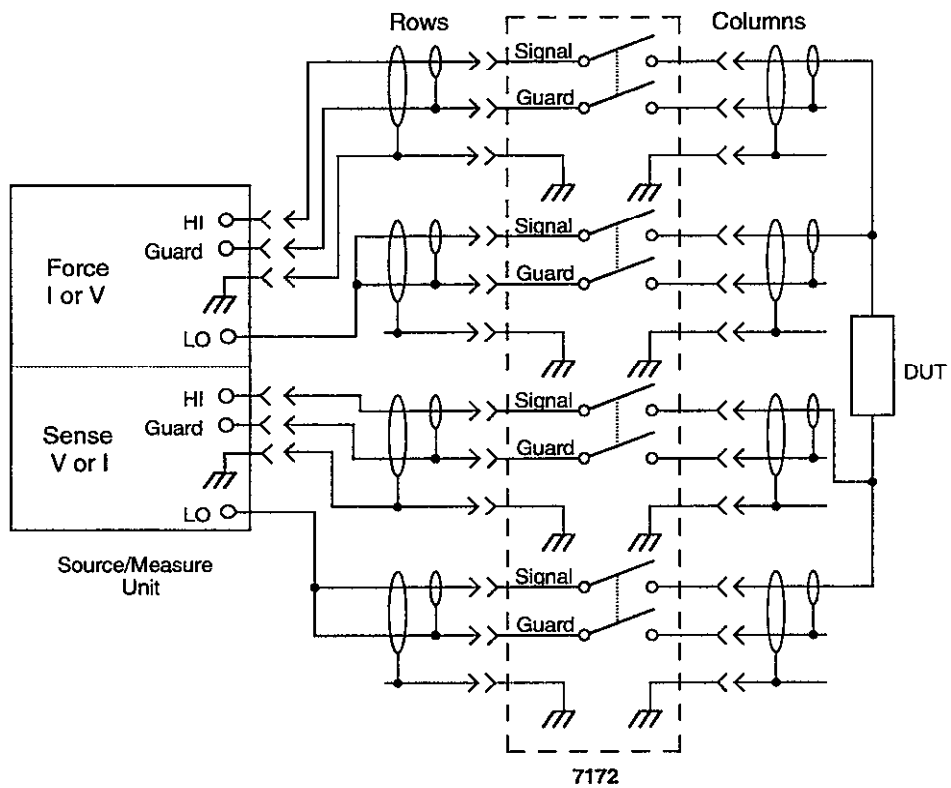 Rows
Columns
Signal
Guard
HI
Guard
Force
I or V
LO
Signal
Guard
DUT
HI
Guard
Sense
V or I
LO
Signal
Guard
Source/Measure
Unit
Signal
Guard
7172